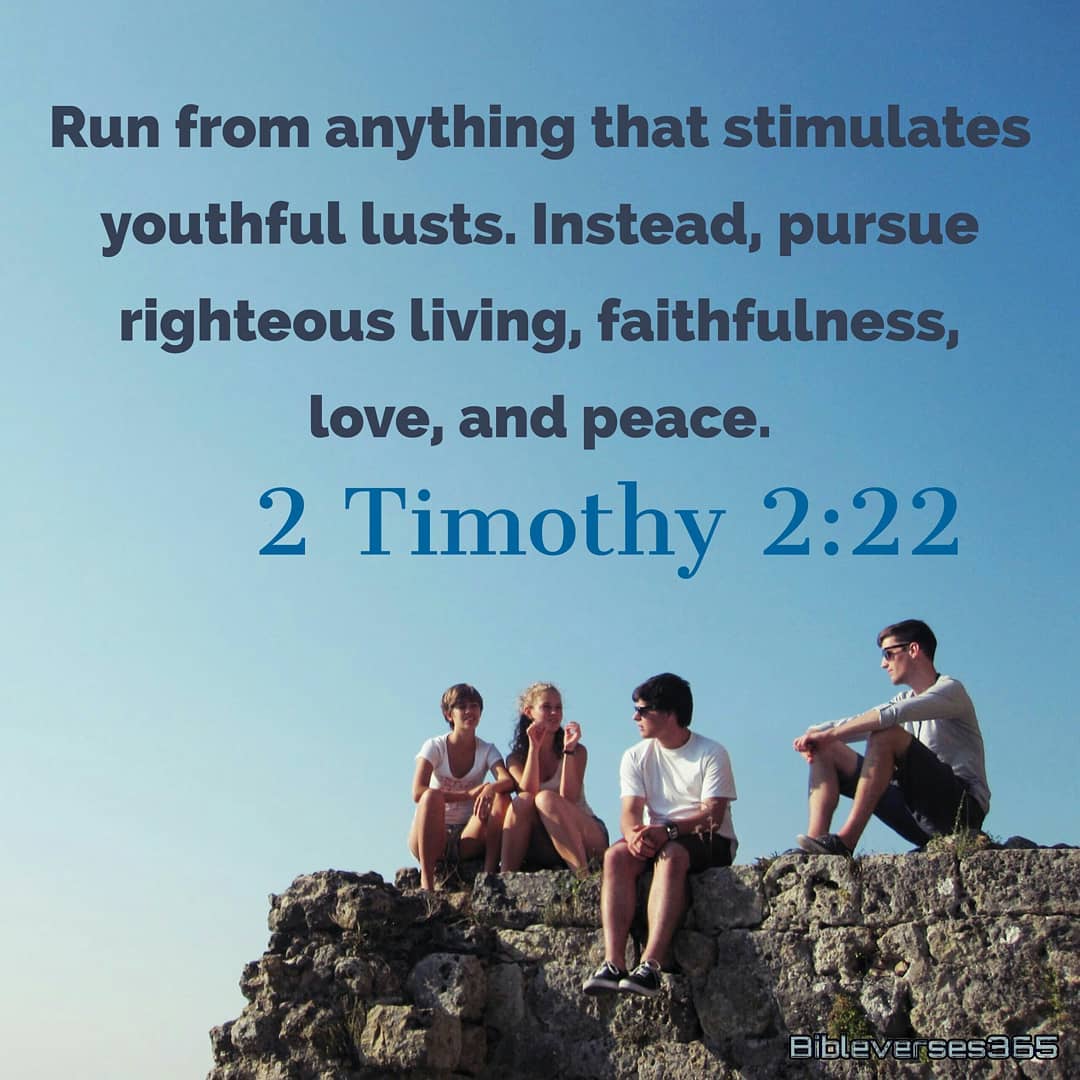 Run from anything that stimulates
youthful lusts. Instead, pursue
righteous living, faithfulness,
love, and peace.
2 Timothy 2:22
Bibleverses365